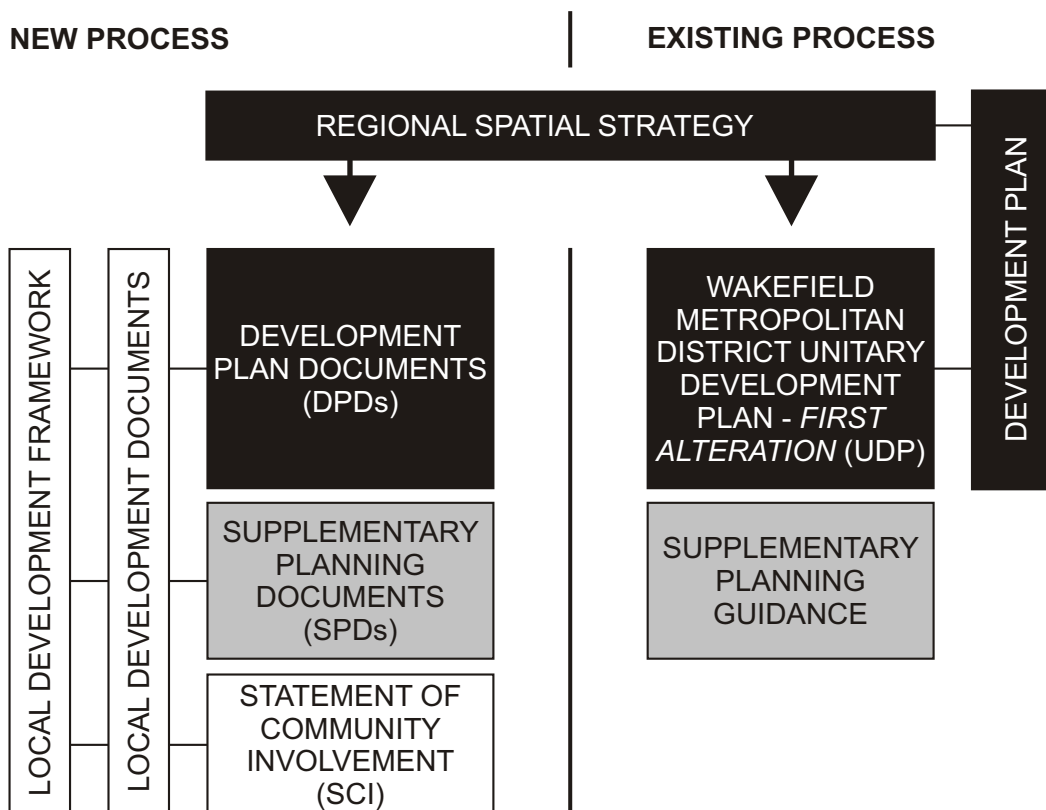 NEW PROCESS
EXISTING PROCESS
REGIONAL SPATIAL STRATEGY
DEVELOPMENT PLAN
LOCAL DEVELOPMENT FRAMEWORK
LOCAL DEVELOPMENT DOCUMENTS
DEVELOPMENT
PLAN DOCUMENTS
(DPDs)
WAKEFIELD
METROPOLITAN
DISTRICT UNITARY
DEVELOPMENT
PLAN - FIRST
ALTERATION (UDP)
SUPPLEMENTARY
PLANNING
DOCUMENTS
(SPDs)
SUPPLEMENTARY
PLANNING
GUIDANCE
STATEMENT OF
COMMUNITY
INVOLVEMENT
(SCI)